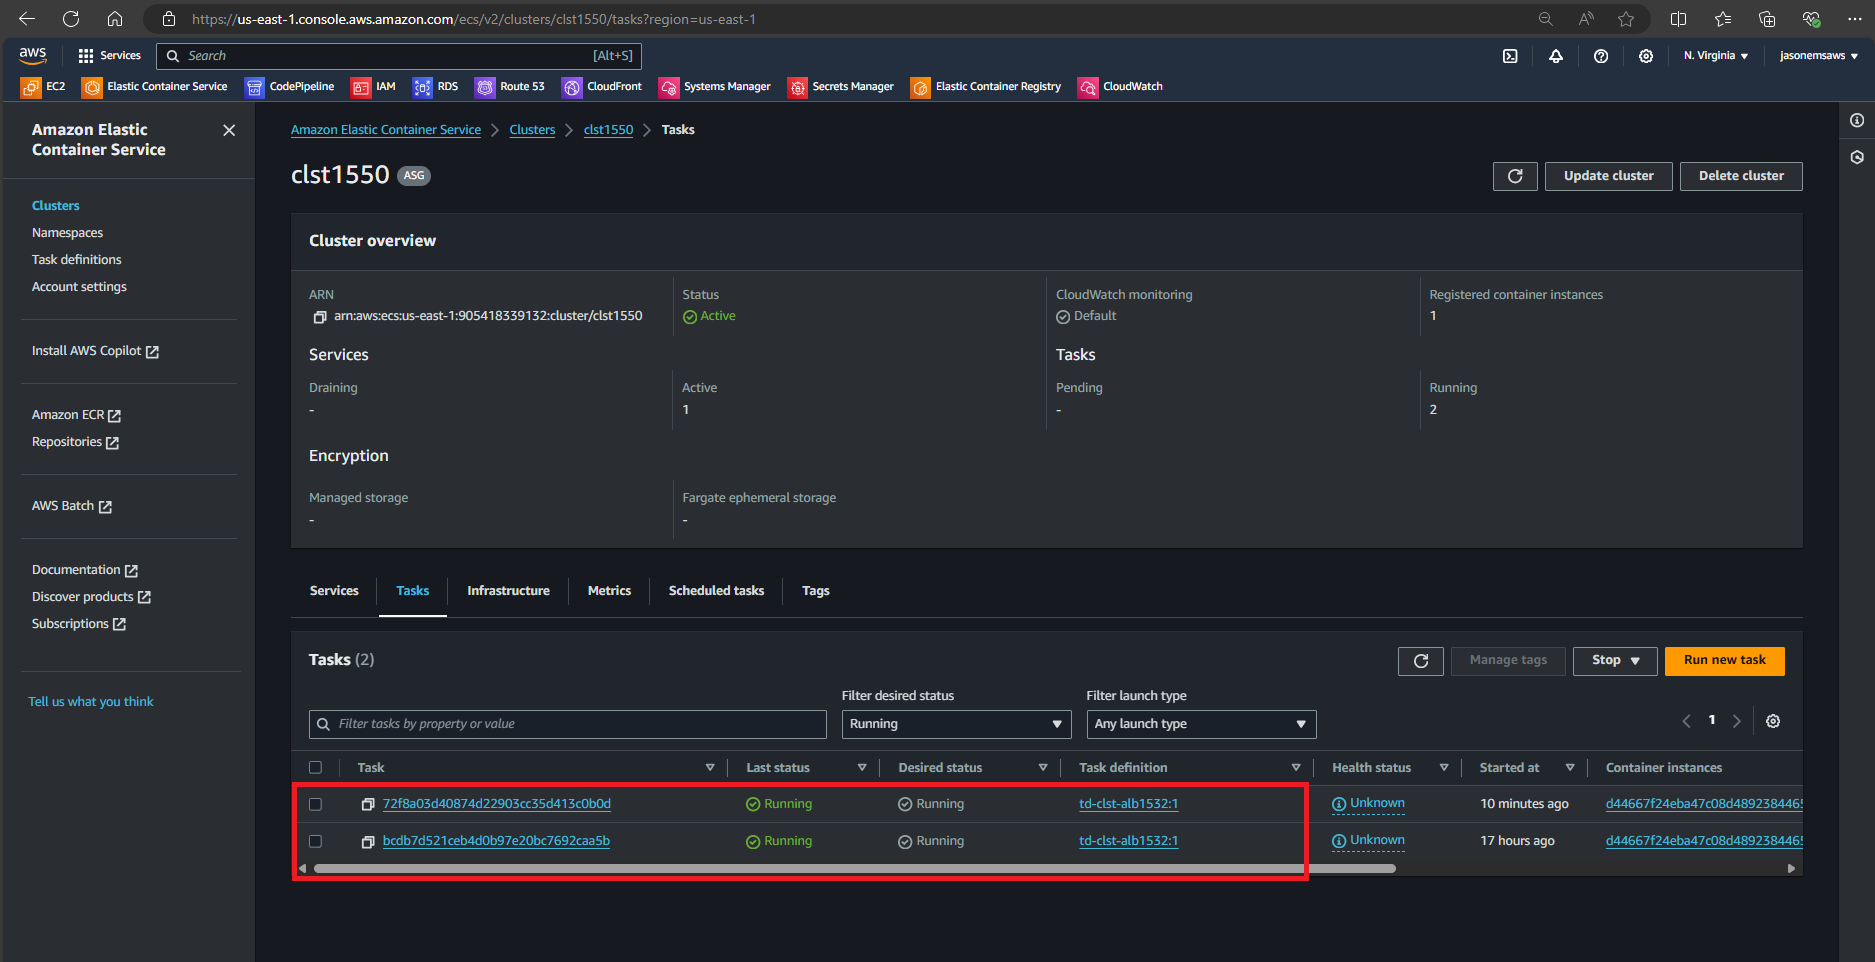 https://us-east-1.console.aws.amazon.com/ecs/v2/clusters/clst1550/tasks?region=us-east-1
aws
Services
Search
[Alt+S]
N. Virginia
jasonemsaws
EC2
Elastic Container Service
CodePipeline
IAM
RDS
Route 53
CloudFront
Systems Manager
Secrets Manager
Elastic Container Registry
CloudWatch
Amazon Elastic
Container Service
Clusters
Namespaces
Task definitions
Account settings
Install AWS Copilot
Amazon ECR
Repositories
AWS Batch
Documentation
Discover products
Subscriptions
Tell us what you think
Amazon Elastic Container Service
Clusters
clst1550
Tasks
clst1550
ASG
Update cluster
Delete cluster
Cluster overview
ARN
arn:aws:ecs:us-east-1:905418339132:cluster/clst1550
Status
Active
CloudWatch monitoring
Default
Registered container instances
1
Services
Tasks
Draining
-
Active
1
Pending
-
Running
2
Encryption
Managed storage
-
Fargate ephemeral storage
-
Services
Tasks
Infrastructure
Metrics
Scheduled tasks
Tags
Tasks (2)
Manage tags
Stop
Run new task
Filter desired status
Filter launch type
Filter tasks by property or value
Running
Any launch type
1
Task
Last status
Desired status
Task definition
Health status
Started at
Container instances
72f8a03d40874d22903cc35d413c0b0d
Running
Running
td-clst-alb1532:1
Unknown
10 minutes ago
d44667f24eba47c08d4892384465
bcdb7d521ceb4d0b97e20bc7692caa5b
Running
Running
td-clst-alb1532:1
Unknown
17 hours ago
d44667f24eba47c08d4892384465